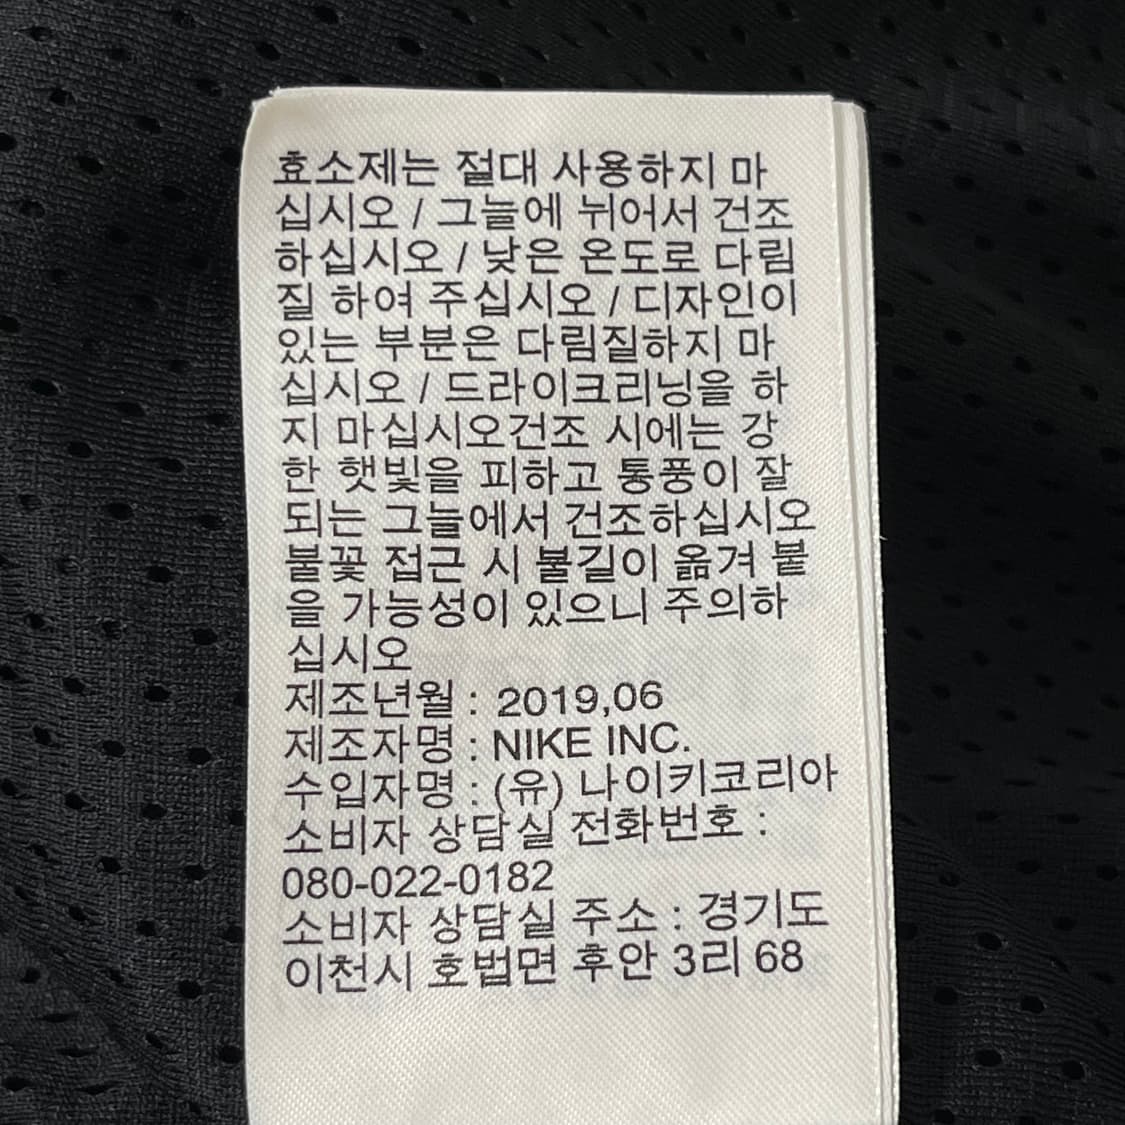 효소제는 절대 사용하지 마
십시오 / 그늘에 뉘어서 건조
하십시오 / 낮은 온도로 다림
질 하여 주십시오 / 디자인이
있는 부분은 다림질하지 마
십시오 / 드라이크리닝을 하
지 마십시오건조 시에는 강
한 햇빛을 피하고 통풍이 잘
되는 그늘에서 건조하십시오
불꽃 접근 시 불길이 옮겨 붙
을 가능성이 있으니 주의하
십시오
제조년월 : 2019,06
제조자명 : NIKE INC.
수입자명 : (유) 나이키코리아
소비자 상담실 전화번호 :
080-022-0182
소비자 상담실 주소 : 경기도
이천시 호법면 후안 3리 68